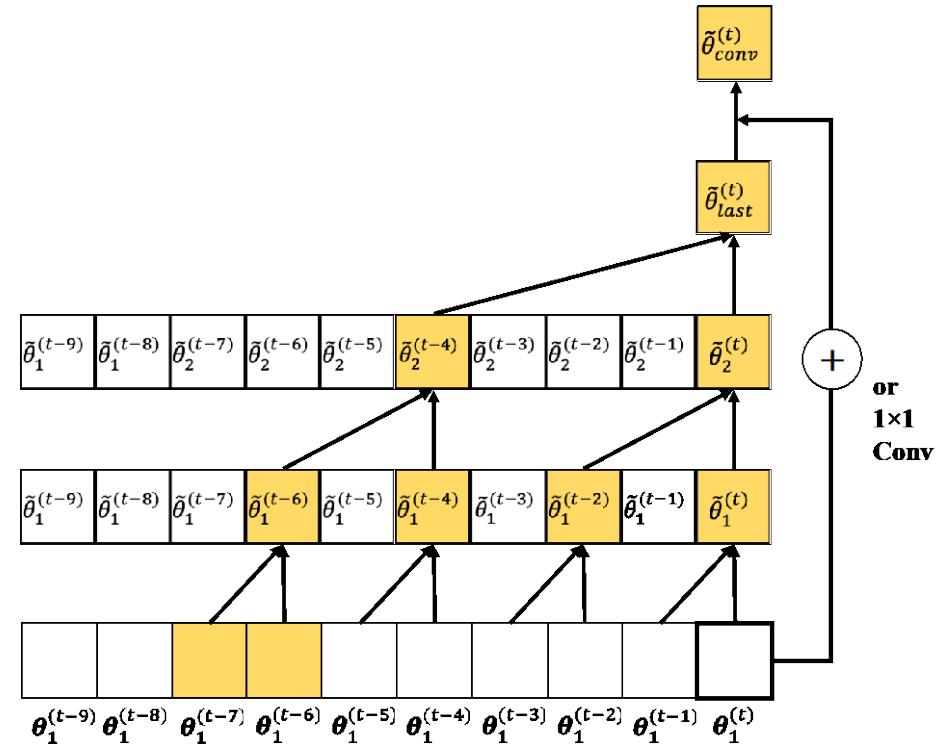 θ̃_conv^(t)
θ̃_last^(t)
θ̃_1^(t−9) θ̃_1^(t−8) θ̃_2^(t−7) θ̃_2^(t−6) θ̃_2^(t−5) θ̃_2^(t−4) θ̃_2^(t−3) θ̃_2^(t−2) θ̃_1^(t−1) θ̃_2^(t)
+
or
1×1
Conv
θ̃_1^(t−9) θ̃_1^(t−8) θ̃_1^(t−7) θ̃_1^(t−6) θ̃_1^(t−5) θ̃_1^(t−4) θ̃_1^(t−3) θ̃_1^(t−2) θ̃_1^(t−1) θ̃_1^(t)
θ_1^(t−9) θ_1^(t−8) θ_1^(t−7) θ_1^(t−6) θ_1^(t−5) θ_1^(t−4) θ_1^(t−3) θ_1^(t−2) θ_1^(t−1) θ_1^(t)